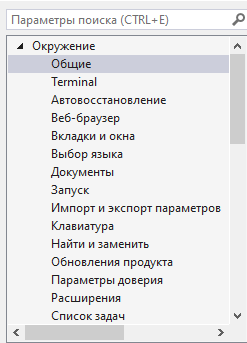 Параметры поиска (CTRL+E)
Окружение
Общие
Terminal
Автовосстановление
Веб-браузер
Вкладки и окна
Выбор языка
Документы
Запуск
Импорт и экспорт параметров
Клавиатура
Найти и заменить
Обновления продукта
Параметры доверия
Расширения
Список задач